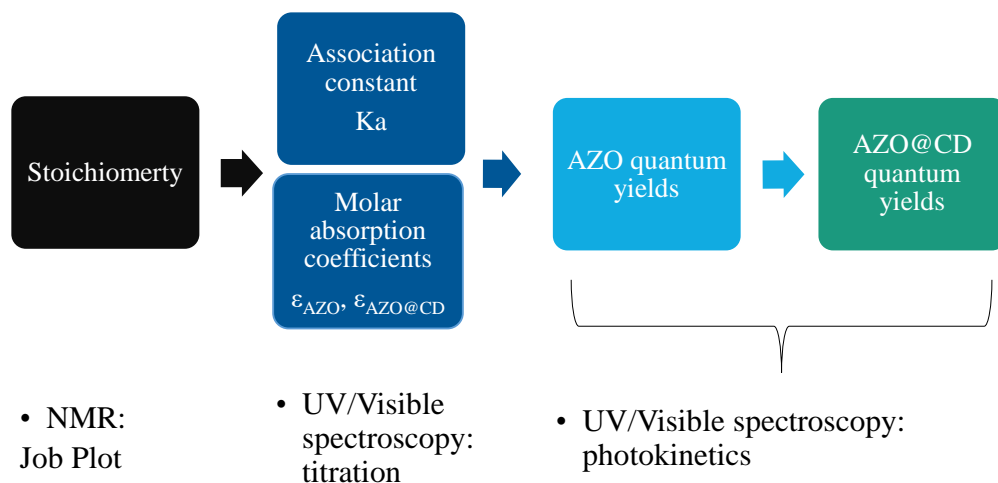 Stoichiomerty
Association
constant
Ka
Molar
absorption
coefficients
εAZO, εAZO@CD
AZO quantum
yields
AZO@CD
quantum
yields
• NMR:
Job Plot
• UV/Visible
spectroscopy:
titration
• UV/Visible spectroscopy:
photokinetics